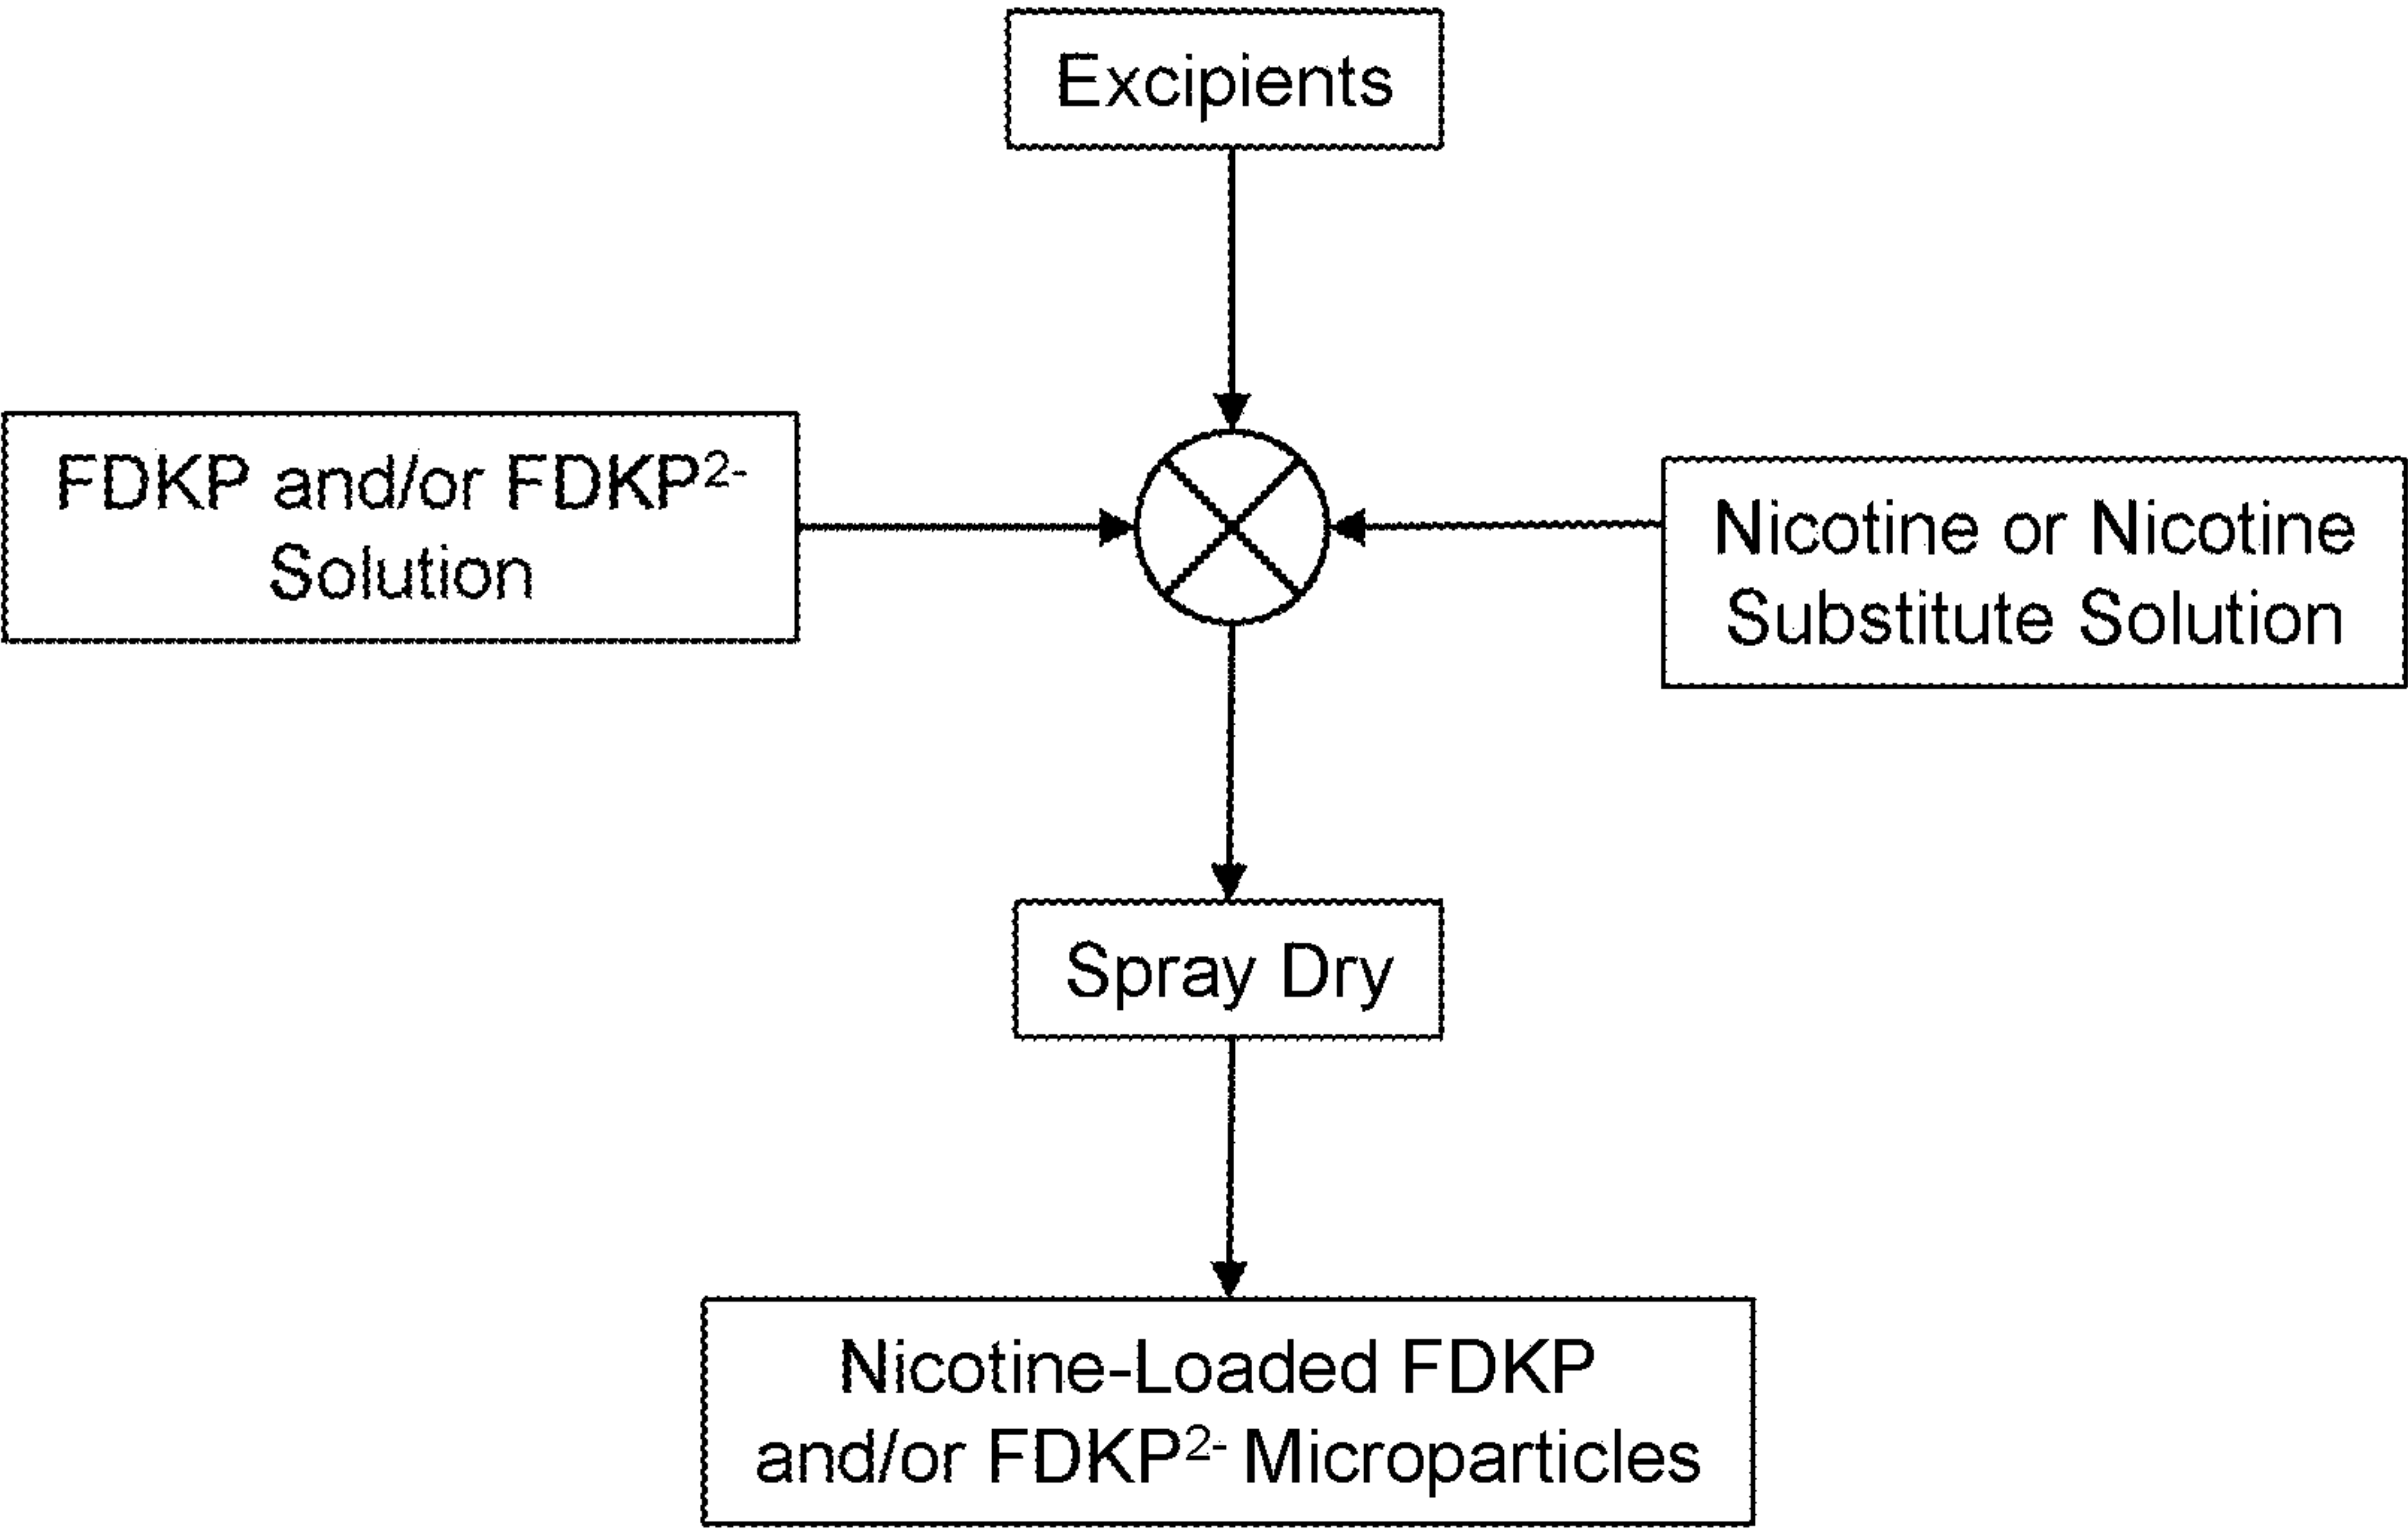 Excipients
FDKP and/or FDKP²⁻
Solution
Nicotine or Nicotine
Substitute Solution
Spray Dry
Nicotine-Loaded FDKP
and/or FDKP²⁻ Microparticles